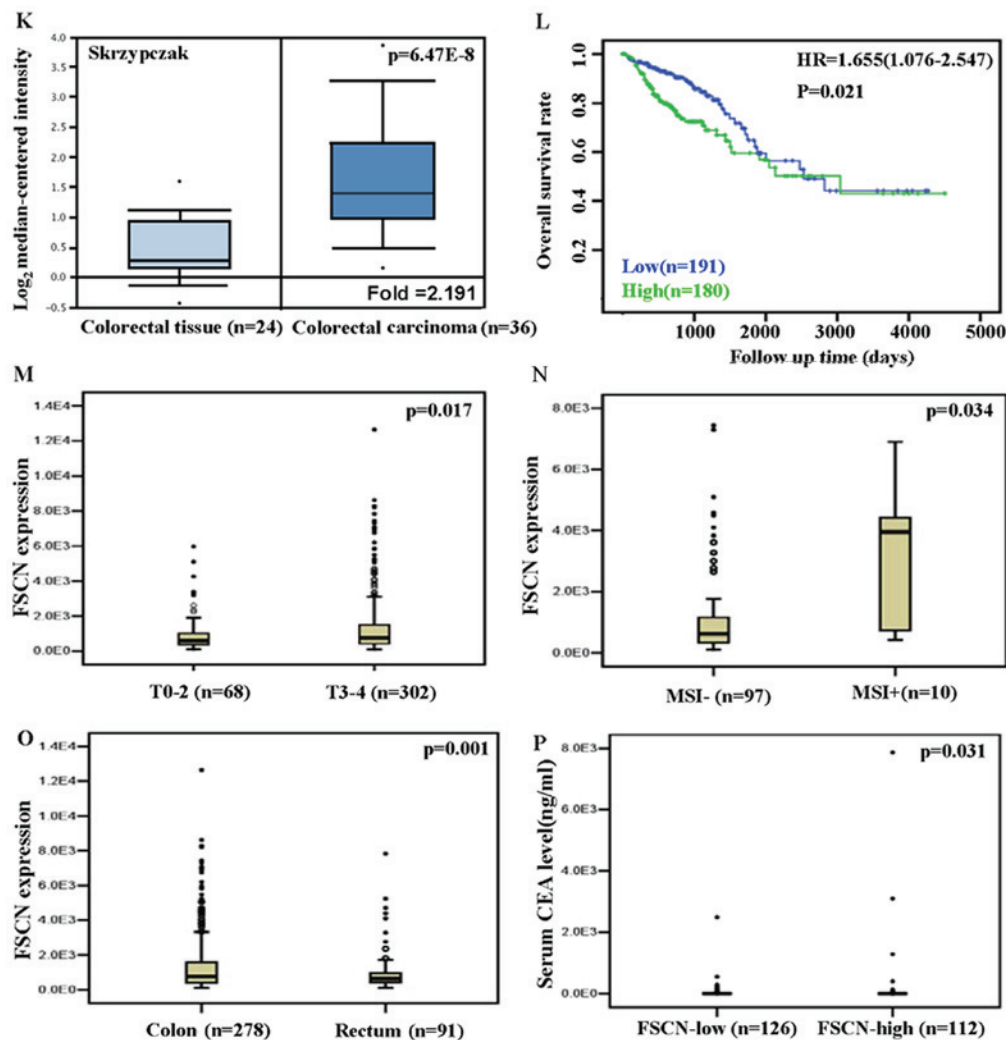 K
Skrzypczak
p=6.47E-8
Log2 median-centered intensity
4.0
3.5
3.0
2.5
2.0
1.5
1.0
0.5
0.0
-0.5
Fold =2.191
Colorectal tissue (n=24)
Colorectal carcinoma (n=36)
L
HR=1.655(1.076-2.547)
P=0.021
Overall survival rate
1.0
0.8
0.6
0.4
0.2
Low(n=191)
High(n=180)
1000 2000 3000 4000 5000
Follow up time (days)
M
p=0.017
FSCN expression
1.4E4
1.2E4
1.0E4
8.0E3
6.0E3
4.0E3
2.0E3
0.0E0
T0-2 (n=68)
T3-4 (n=302)
N
p=0.034
FSCN expression
8.0E3
6.0E3
4.0E3
2.0E3
0.0E0
MSI- (n=97)
MSI+(n=10)
O
p=0.001
FSCN expression
1.4E4
1.2E4
1.0E4
8.0E3
6.0E3
4.0E3
2.0E3
0.0E0
Colon (n=278)
Rectum (n=91)
P
p=0.031
Serum CEA level(ng/ml)
8.0E3
6.0E3
4.0E3
2.0E3
0.0E0
FSCN-low (n=126)
FSCN-high (n=112)